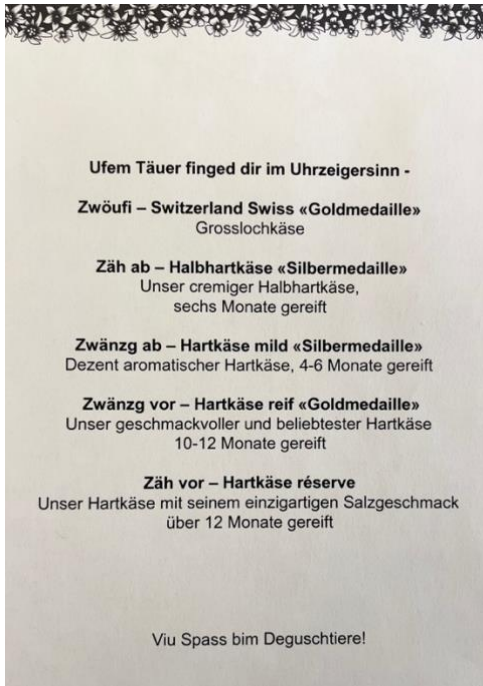 Ufem Täuer finged dir im Uhrzeigersinn -
Zwöufi – Switzerland Swiss «Goldmedaille»
Grosslochkäse
Zäh ab – Halbhartkäse «Silbermedaille»
Unser cremiger Halbhartkäse,
sechs Monate gereift
Zwänzg ab – Hartkäse mild «Silbermedaille»
Dezent aromatischer Hartkäse, 4-6 Monate gereift
Zwänzg vor – Hartkäse reif «Goldmedaille»
Unser geschmackvoller und beliebtester Hartkäse
10-12 Monate gereift
Zäh vor – Hartkäse réserve
Unser Hartkäse mit seinem einzigartigen Salzgeschmack
über 12 Monate gereift
Viu Spass bim Deguschtiere!